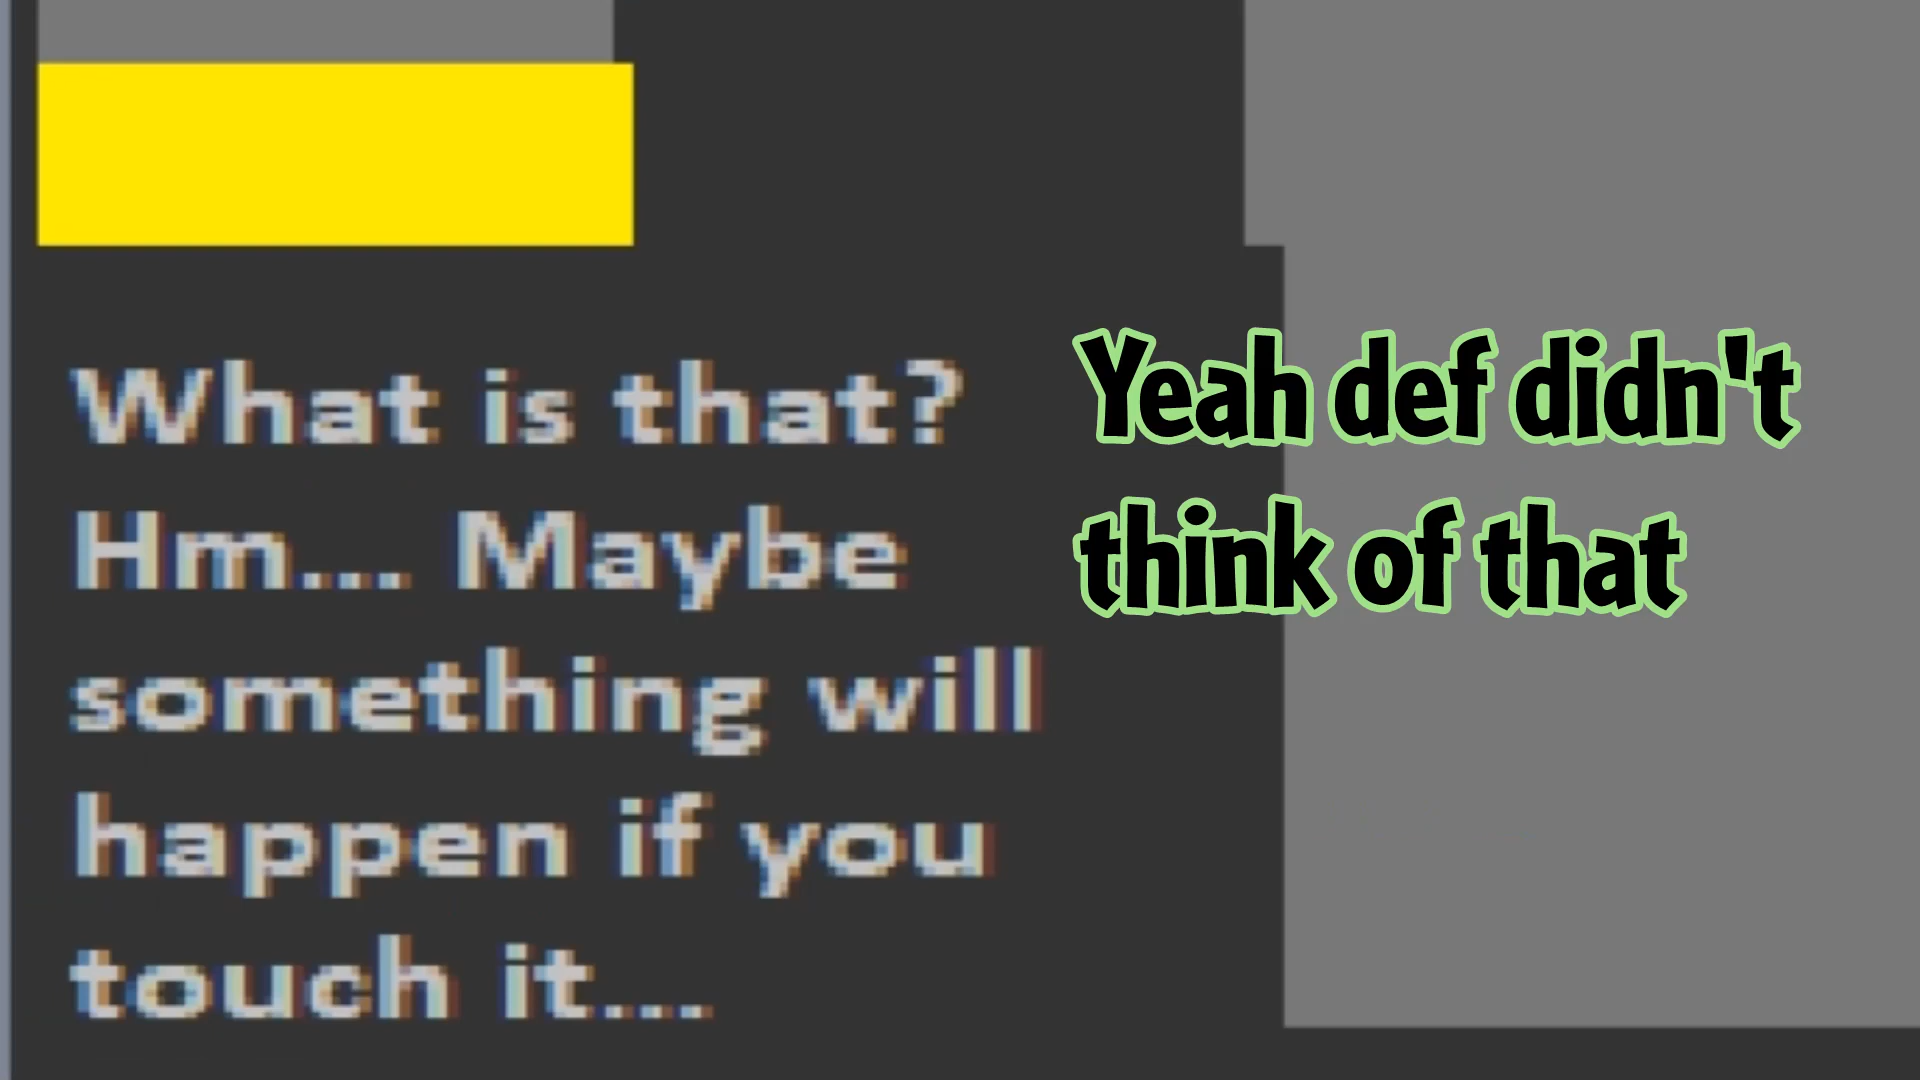 What is that?
Hm... Maybe
something will
happen if you
touch it...
Yeah def didn't
think of that